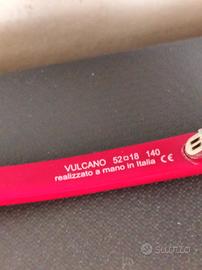 VULCANO 52□18 140
realizzato a mano in Italia CE
subito